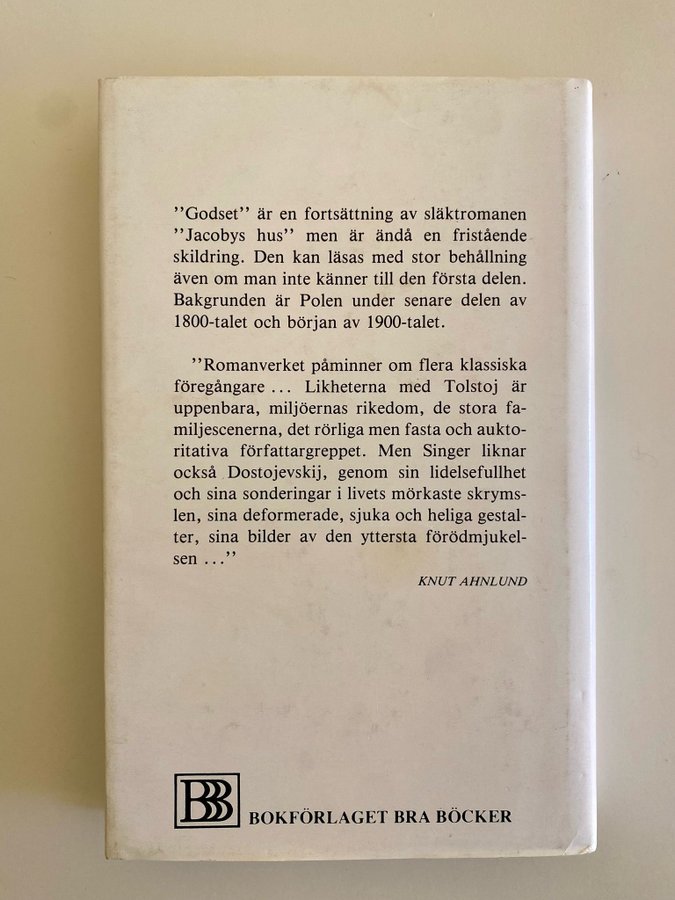 ”Godset” är en fortsättning av släktromanen
”Jacobys hus” men är ändå en fristående
skildring. Den kan läsas med stor behållning
även om man inte känner till den första delen.
Bakgrunden är Polen under senare delen av
1800-talet och början av 1900-talet.
”Romanverket påminner om flera klassiska
föregångare ... Likheterna med Tolstoj är
uppenbara, miljöernas rikedom, de stora fa-
miljescenerna, det rörliga men fasta och aukto-
ritativa författargreppet. Men Singer liknar
också Dostojevskij, genom sin lidelsefullhet
och sina sonderingar i livets mörkaste skryms-
len, sina deformerade, sjuka och heliga gestal-
ter, sina bilder av den yttersta förödmjukel-
sen ...”
KNUT AHNLUND
BBB BOKFÖRLAGET BRA BÖCKER